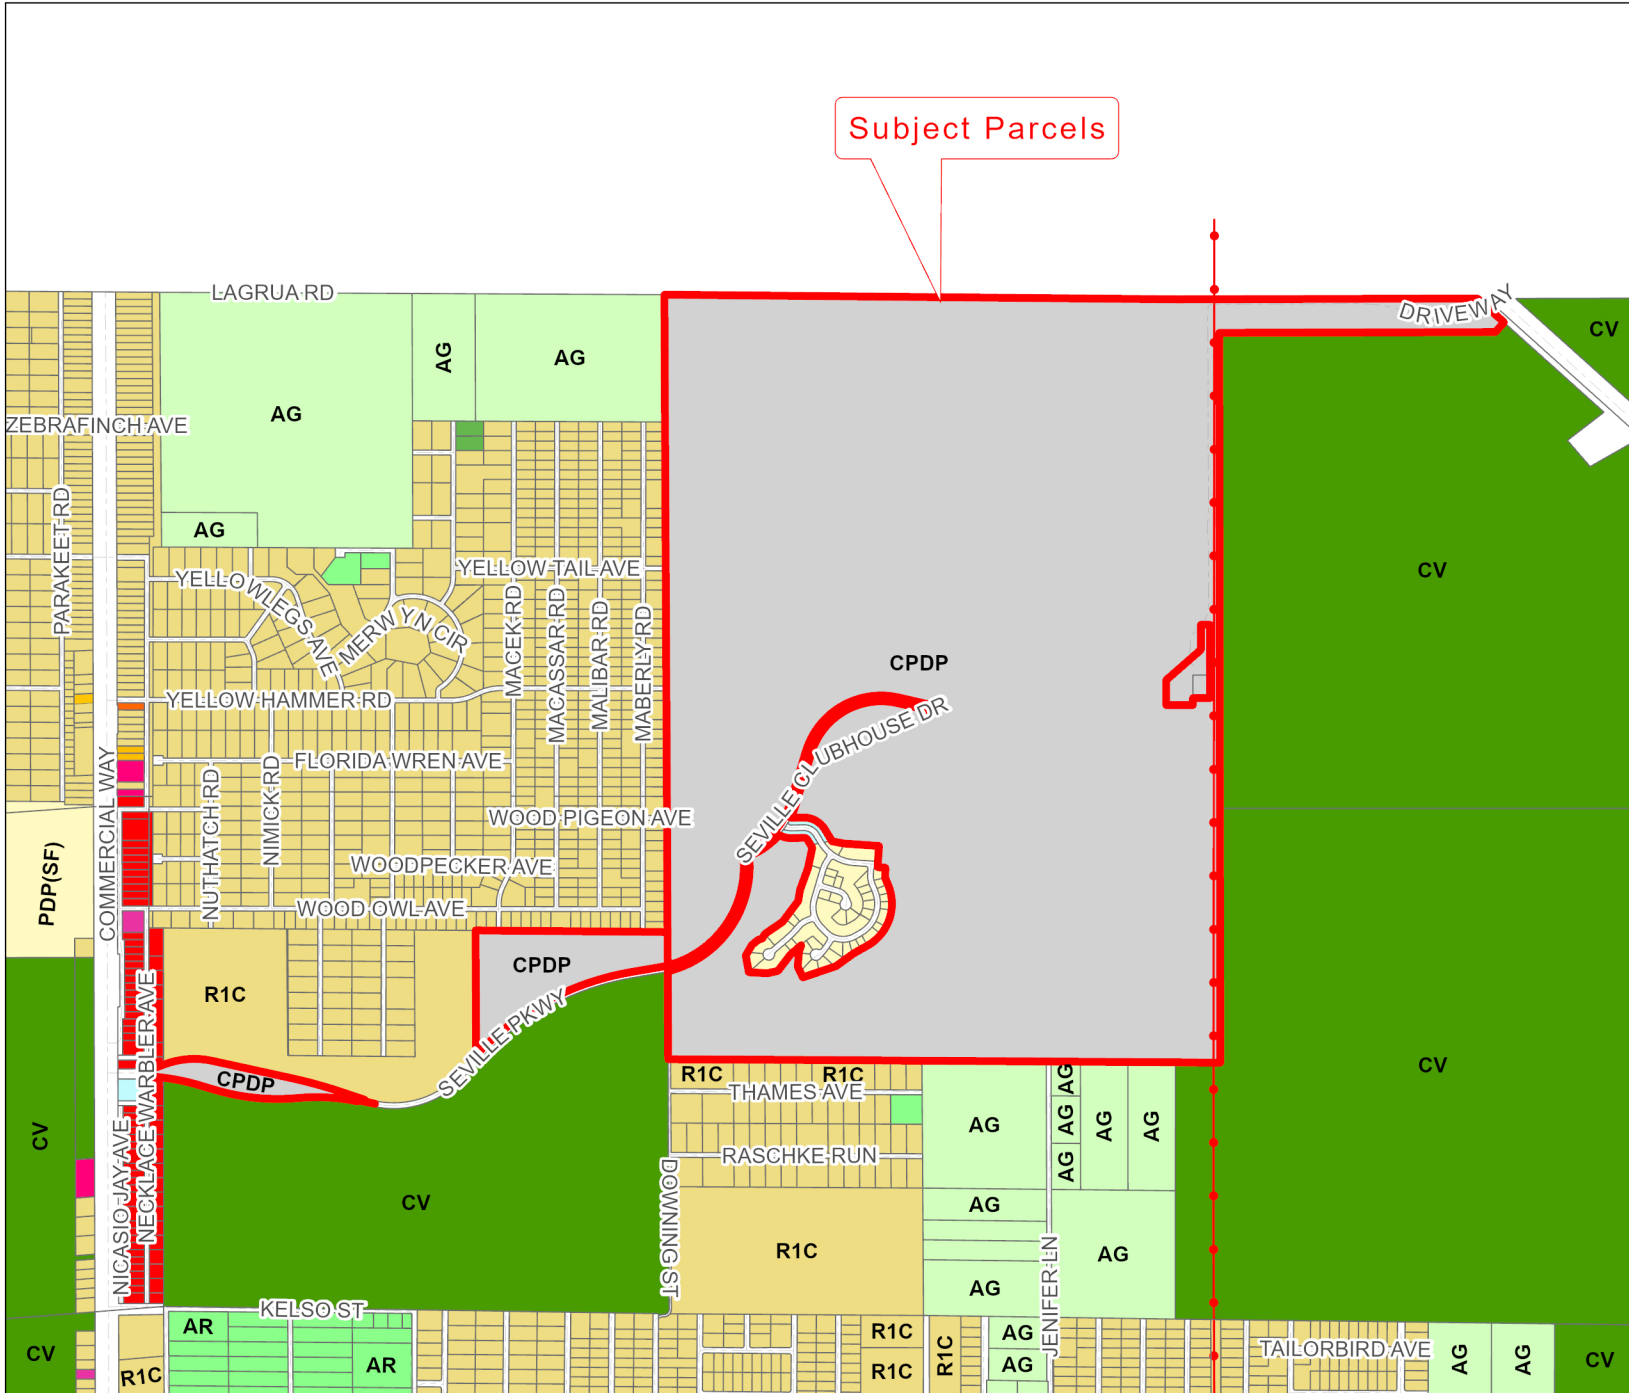 Subject Parcels
LAGRUA RD
DRIVEWAY
CV
AG
AG
AG
ZEBRAFINCH AVE
PARAKEET RD
AG
YELLOWLEGS AVE
MERWYN CIR
YELLOW TAIL AVE
MACEK RD
MACASSAR RD
MALIBAR RD
MABERLY RD
CV
CPDP
YELLOW HAMMER RD
SEVILLE CLUBHOUSE DR
COMMERCIAL WAY
FLORIDA WREN AVE
NUTHATCH RD
NIMICK RD
WOOD PIGEON AVE
PDP(SF)
WOODPECKER AVE
WOOD OWL AVE
CPDP
R1C
SEVILLE PKWY
NECKLACE WARBLER AVE
NICASIO JAY AVE
CPDP
CV
CV
CV
R1C
R1C
THAMES AVE
RASCHKE RUN
DOWNING ST
R1C
AG
AG
AG
AG
AG
AG
AG
AG
AG
JENIFER LN
KELSO ST
AR
AR
CV
R1C
R1C
R1C
R1C
AG
AG
TAILORBIRD AVE
AG
AG
CV